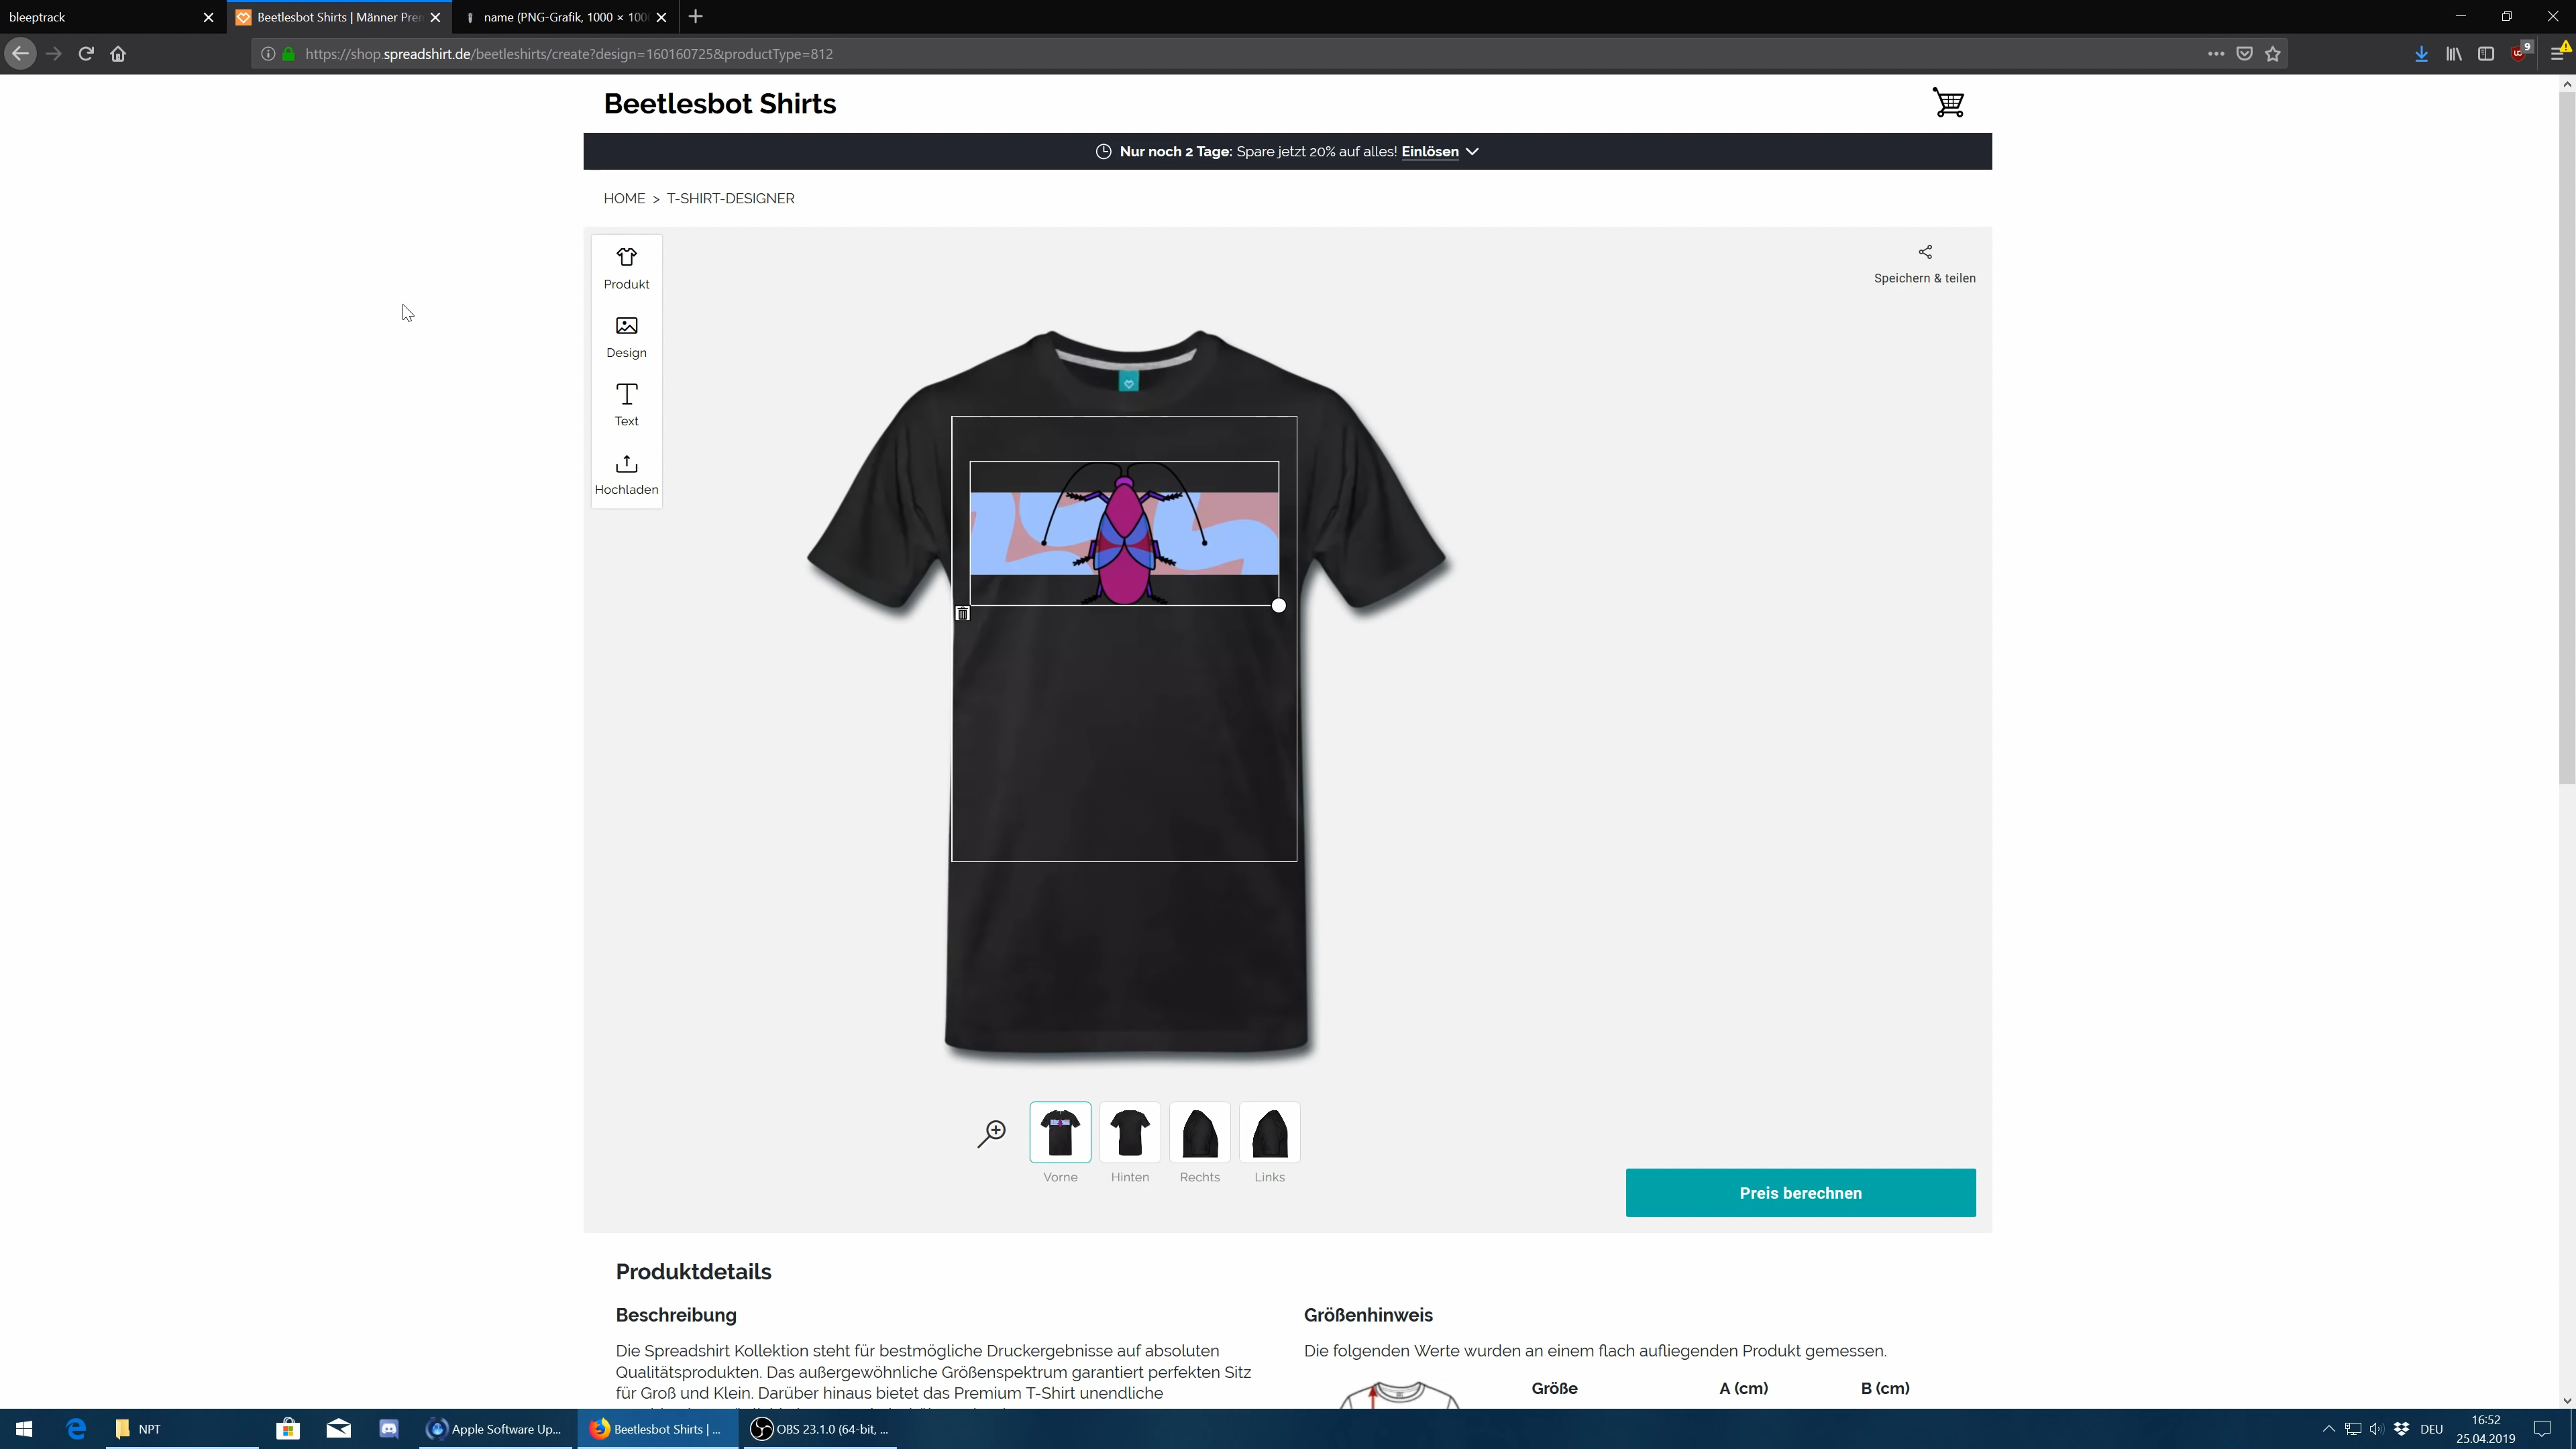 bleeptrack
Beetlesbot Shirts | Männer Pren
name (PNG-Grafik, 1000 × 100
https://shop.spreadshirt.de/beetleshirts/create?design=160160725&productType=812
9
Beetlesbot Shirts
Nur noch 2 Tage: Spare jetzt 20% auf alles! Einlösen
HOME > T-SHIRT-DESIGNER
Produkt
Design
Text
Hochladen
Speichern & teilen
Vorne
Hinten
Rechts
Links
Preis berechnen
Produktdetails
Beschreibung
Die Spreadshirt Kollektion steht für bestmögliche Druckergebnisse auf absoluten
Qualitätsprodukten. Das außergewöhnliche Größenspektrum garantiert perfekten Sitz
für Groß und Klein. Darüber hinaus bietet das Premium T-Shirt unendliche
Größenhinweis
Die folgenden Werte wurden an einem flach aufliegenden Produkt gemessen.
Größe
A (cm)
B (cm)
NPT
Apple Software Up...
Beetlesbot Shirts | ...
OBS 23.1.0 (64-bit, ...
DEU
16:52
25.04.2019